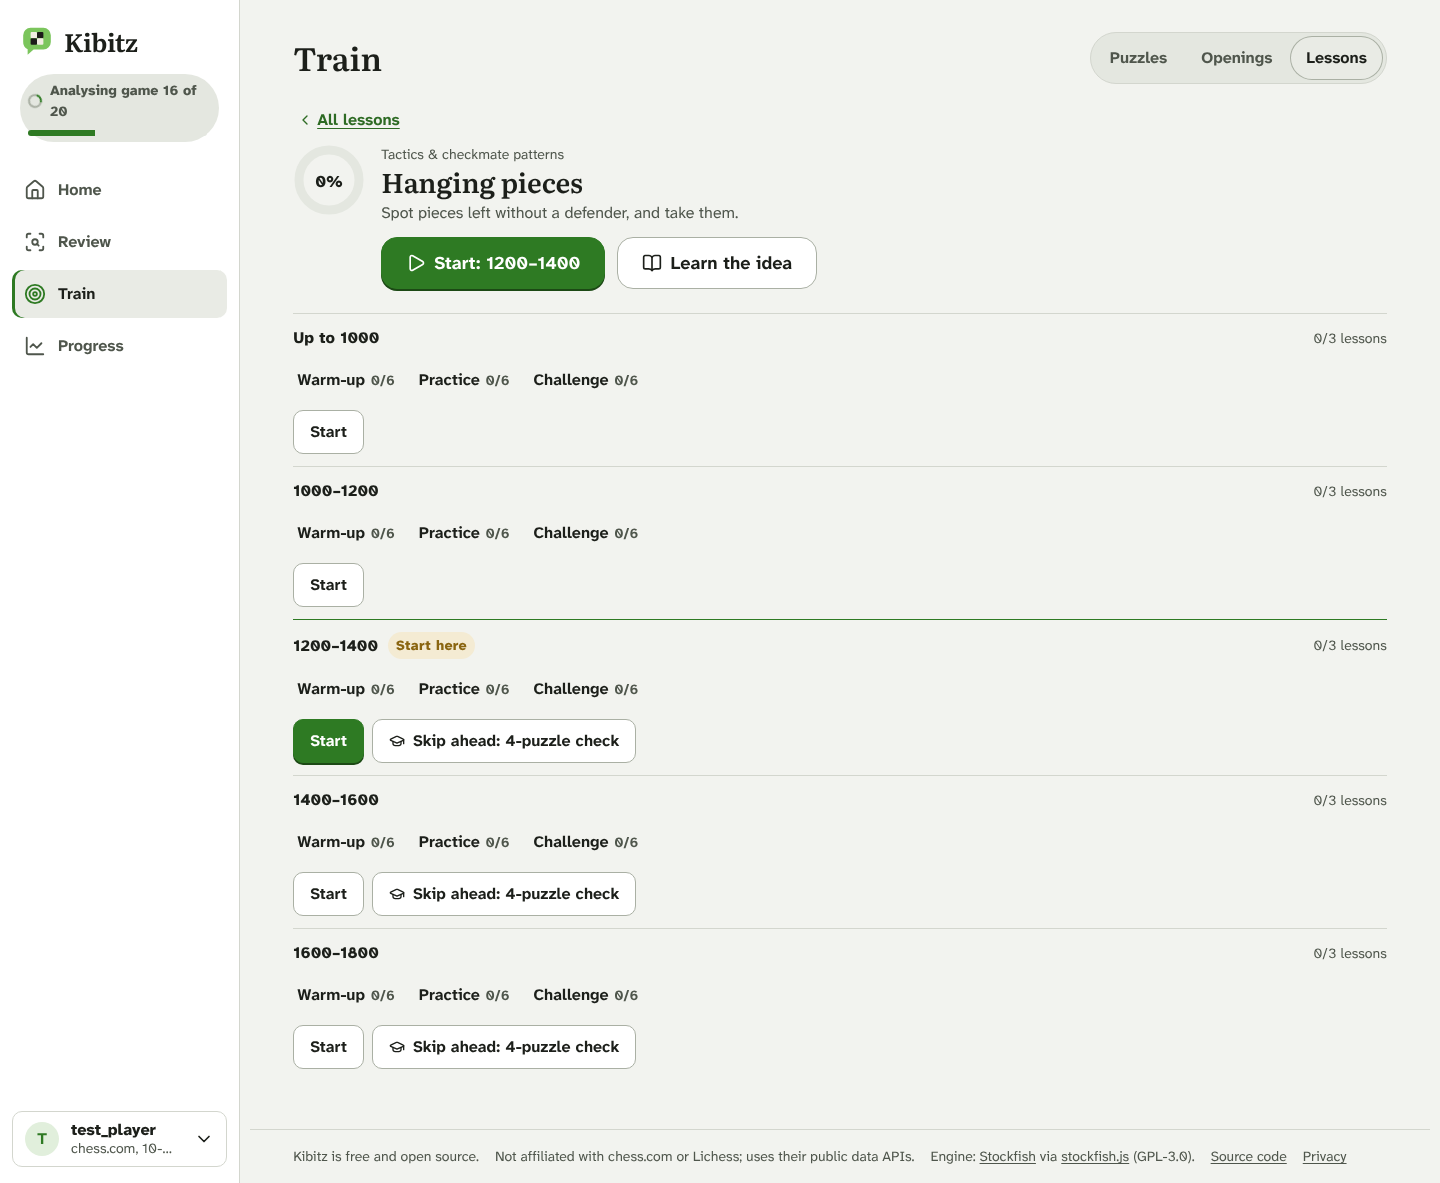 Kibitz
Analysing game 16 of
20
Home
Review
Train
Progress
test_player
chess.com, 10-...
T
Train
Puzzles
Openings
Lessons
All lessons
0%
Tactics & checkmate patterns
Hanging pieces
Spot pieces left without a defender, and take them.
Start: 1200–1400
Learn the idea
Up to 1000
0/3 lessons
Warm-up 0/6 Practice 0/6 Challenge 0/6
Start
1000–1200
0/3 lessons
Warm-up 0/6 Practice 0/6 Challenge 0/6
Start
1200–1400 Start here
0/3 lessons
Warm-up 0/6 Practice 0/6 Challenge 0/6
Start
Skip ahead: 4-puzzle check
1400–1600
0/3 lessons
Warm-up 0/6 Practice 0/6 Challenge 0/6
Start
Skip ahead: 4-puzzle check
1600–1800
0/3 lessons
Warm-up 0/6 Practice 0/6 Challenge 0/6
Start
Skip ahead: 4-puzzle check
Kibitz is free and open source. Not affiliated with chess.com or Lichess; uses their public data APIs. Engine: Stockfish via stockfish.js (GPL-3.0). Source code Privacy